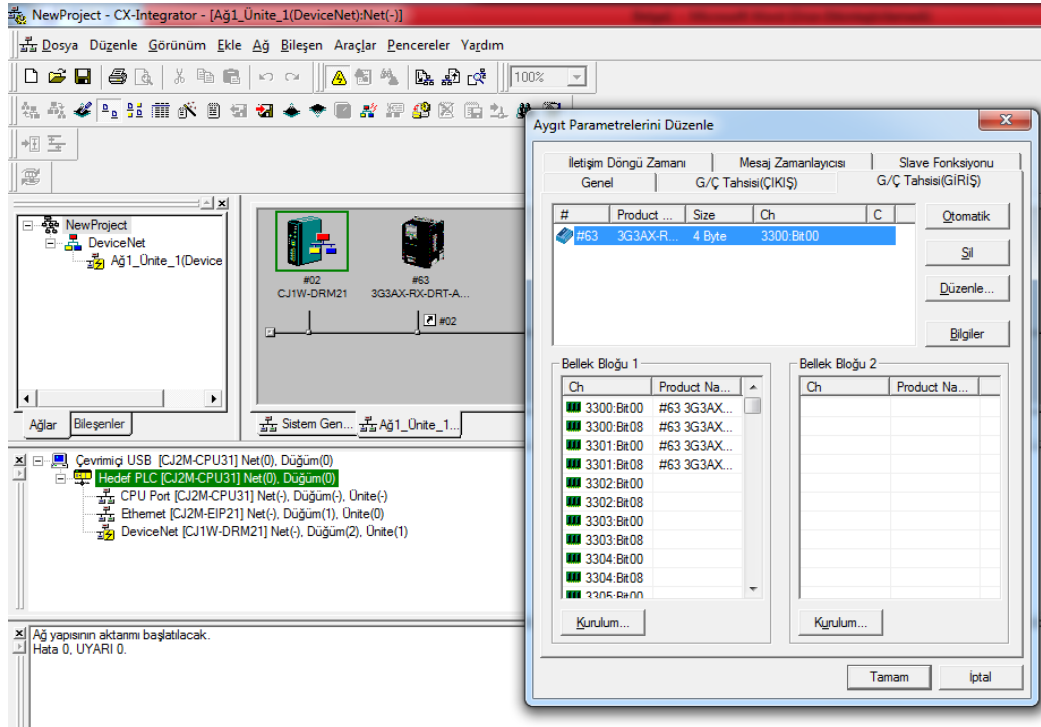 NewProject - CX-Integrator - [Ağ1_Ünite_1(DeviceNet):Net(-)]
Dosya Düzenle Görünüm Ekle Ağ Bileşen Araçlar Pencereler Yardım
100%
NewProject
DeviceNet
Ağ1_Ünite_1(Device
Ağlar Bileşenler
#02
CJ1W-DRM21
#63
3G3AX-RX-DRT-A...
#02
Sistem Gen... Ağ1_Ünite_1...
Çevrimiçi USB [CJ2M-CPU31] Net(0), Düğüm(0)
Hedef PLC [CJ2M-CPU31] Net(0), Düğüm(0)
CPU Port [CJ2M-CPU31] Net(-), Düğüm(-), Ünite(-)
Ethernet [CJ2M-EIP21] Net(-), Düğüm(1), Ünite(0)
DeviceNet [CJ1W-DRM21] Net(-), Düğüm(2), Ünite(1)
Ağ yapısının aktarımı başlatılacak.
Hata 0, UYARI 0.
Aygıt Parametrelerini Düzenle
İletişim Döngü Zamanı Mesaj Zamanlayıcısı Slave Fonksiyonu
Genel G/Ç Tahsisi(ÇIKIŞ) G/Ç Tahsisi(GİRİŞ)
# Product ... Size Ch C
#63 3G3AX-R... 4 Byte 3300:Bit00
Otomatik
Sil
Düzenle...
Bilgiler
Bellek Bloğu 1
Ch Product Na...
3300:Bit00 #63 3G3AX...
3300:Bit08 #63 3G3AX...
3301:Bit00 #63 3G3AX...
3301:Bit08 #63 3G3AX...
3302:Bit00
3302:Bit08
3303:Bit00
3303:Bit08
3304:Bit00
3304:Bit08
3305:Bit00
Kurulum...
Bellek Bloğu 2
Ch Product Na...
Kurulum...
Tamam İptal